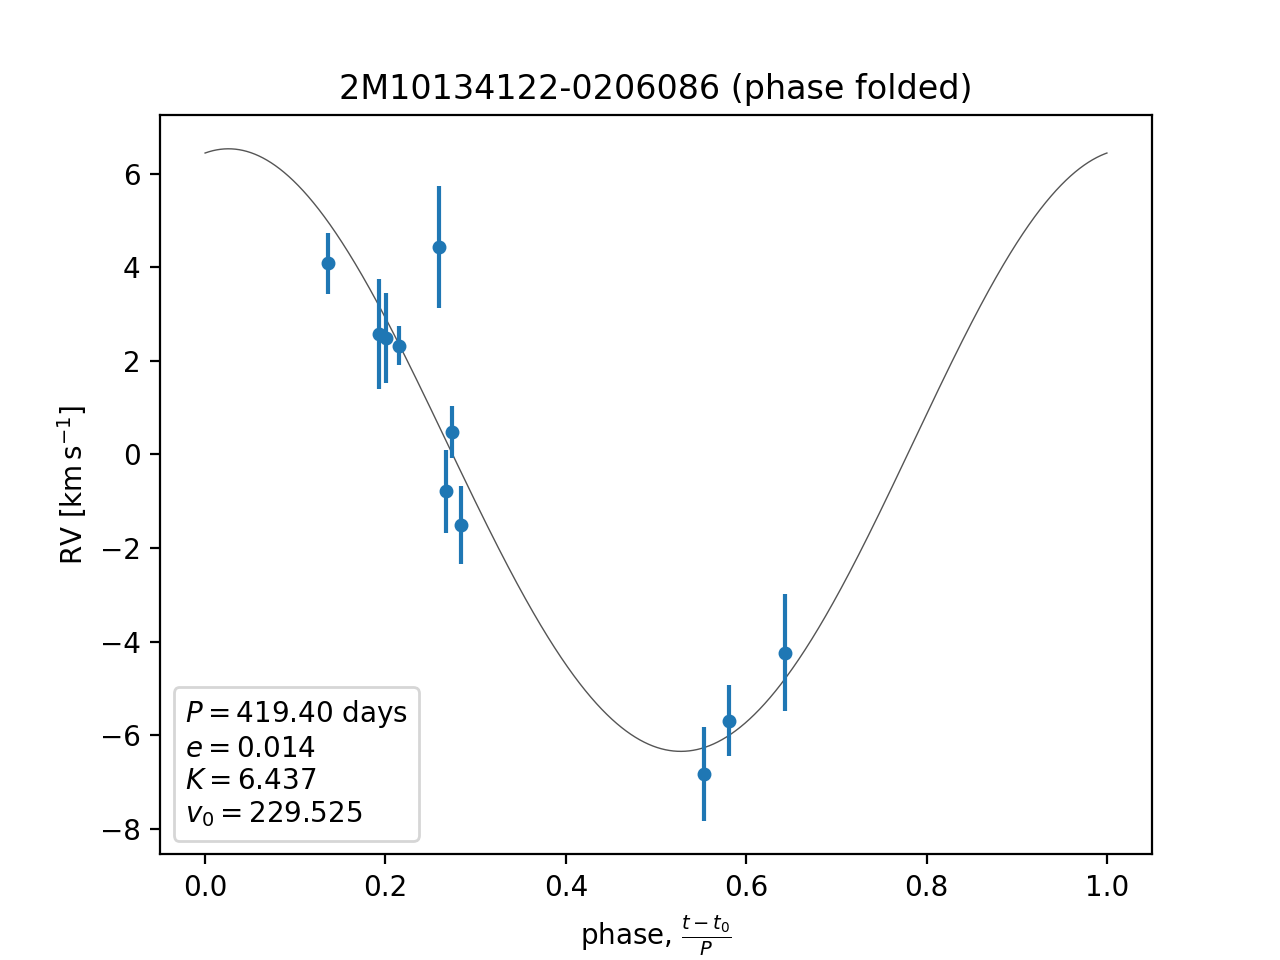 2M10134122-0206086 (phase folded)
RV [km s⁻¹]
6
4
2
0
−2
−4
−6
−8
P = 419.40 days
e = 0.014
K = 6.437
v₀ = 229.525
0.0 0.2 0.4 0.6 0.8 1.0
phase, \frac{t − t₀}{P}